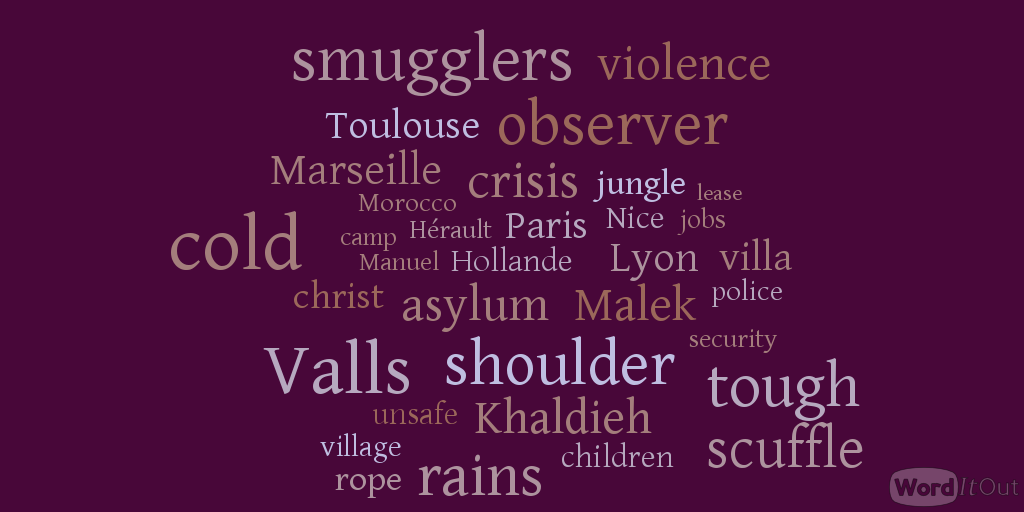 smugglers violence
Toulouse observer
Marseille crisis jungle lease
Morocco Hérault Paris Nice jobs
cold camp Manuel Hollande Lyon villa
christ asylum Malek police
Valls shoulder security tough
unsafe Khaldieh scuffle
village children
rope rains
WordItOut